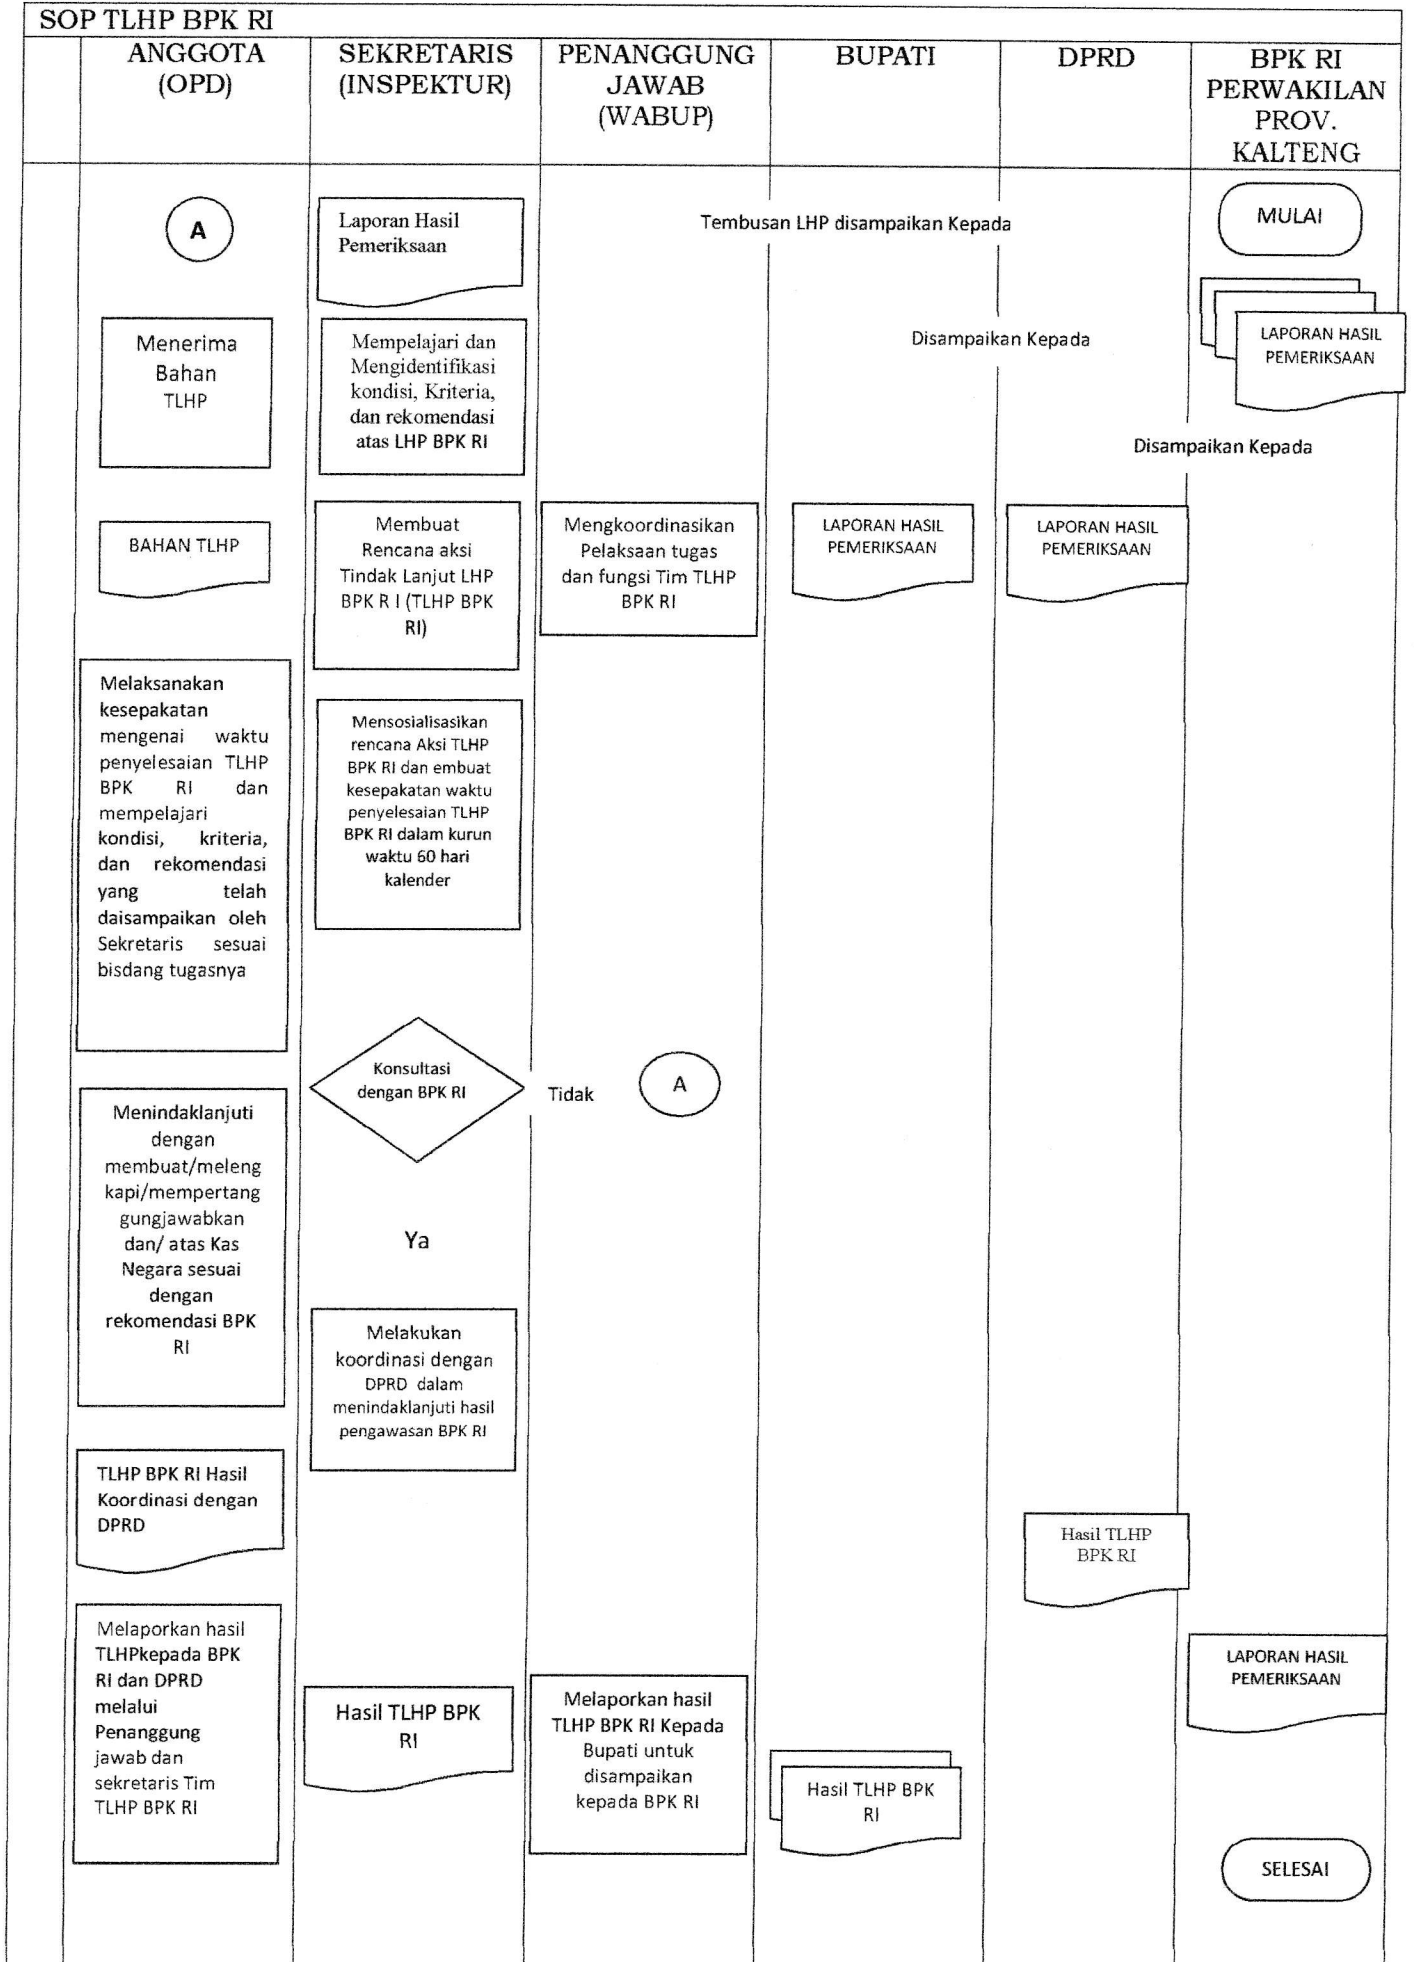 SOP TLHP BPK RI
ANGGOTA
(OPD)
SEKRETARIS
(INSPEKTUR)
PENANGGUNG
JAWAB
(WABUP)
BUPATI
DPRD
BPK RI
PERWAKILAN
PROV.
KALTENG
A
Laporan Hasil
Pemeriksaan
Tembusan LHP disampaikan Kepada
MULAI
Menerima
Bahan
TLHP
Mempelajari dan
Mengidentifikasi
kondisi, Kriteria,
dan rekomendasi
atas LHP BPK RI
Disampaikan Kepada
LAPORAN HASIL
PEMERIKSAAN
Disampaikan Kepada
BAHAN TLHP
Membuat
Rencana aksi
Tindak Lanjut LHP
BPK R I (TLHP BPK
RI)
Mengkoordinasikan
Pelaksaan tugas
dan fungsi Tim TLHP
BPK RI
LAPORAN HASIL
PEMERIKSAAN
LAPORAN HASIL
PEMERIKSAAN
Melaksanakan
kesepakatan
mengenai waktu
penyelesaian TLHP
BPK RI dan
mempelajari
kondisi, kriteria,
dan rekomendasi
yang telah
daisampaikan oleh
Sekretaris sesuai
bisdang tugasnya
Mensosialisasikan
rencana Aksi TLHP
BPK RI dan embuat
kesepakatan waktu
penyelesaian TLHP
BPK RI dalam kurun
waktu 60 hari
kalender
Konsultasi
dengan BPK RI
Tidak
A
Menindaklanjuti
dengan
membuat/meleng
kapi/mempertang
gungjawabkan
dan/ atas Kas
Negara sesuai
dengan
rekomendasi BPK
RI
Ya
Melakukan
koordinasi dengan
DPRD dalam
menindaklanjuti hasil
pengawasan BPK RI
TLHP BPK RI Hasil
Koordinasi dengan
DPRD
Hasil TLHP
BPK RI
Melaporkan hasil
TLHPkepada BPK
RI dan DPRD
melalui
Penanggung
jawab dan
sekretaris Tim
TLHP BPK RI
Hasil TLHP BPK
RI
Melaporkan hasil
TLHP BPK RI Kepada
Bupati untuk
disampaikan
kepada BPK RI
Hasil TLHP BPK
RI
LAPORAN HASIL
PEMERIKSAAN
SELESAI